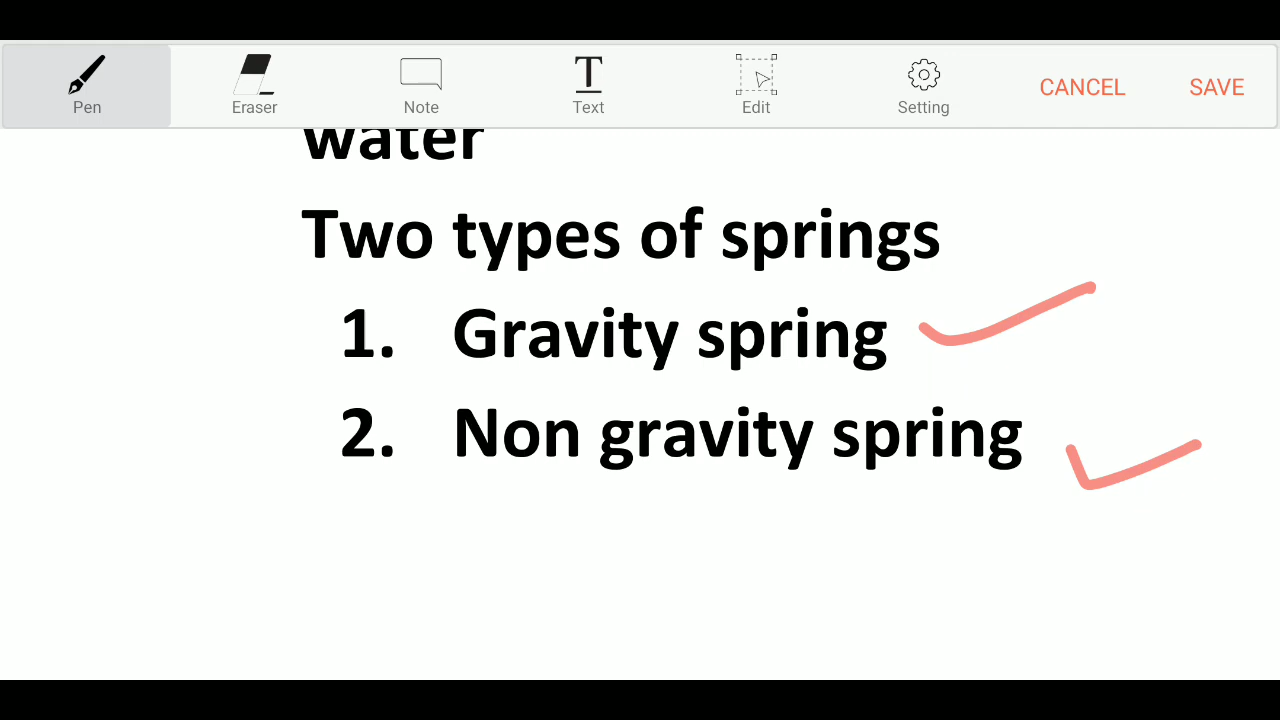 Pen Eraser Note Text Edit Setting CANCEL SAVE
water
Two types of springs
1. Gravity spring
2. Non gravity spring